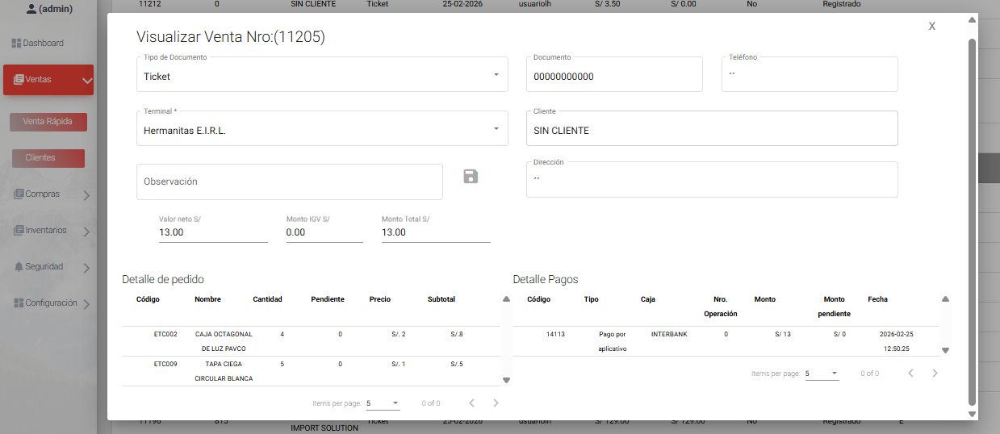 11212 0 SIN CLIENTE Ticket 25-02-2026 usuariolh S/ 3.50 S/ 0.00 No Registrado
(admin)
Dashboard
Ventas
Venta Rápida
Clientes
Compras
Inventarios
Seguridad
Configuración
Visualizar Venta Nro:(11205)
X
Tipo de Documento
Ticket
Documento
00000000000
Teléfono
´´
Terminal *
Hermanitas E.I.R.L.
Cliente
SIN CLIENTE
Observación
Dirección
´´
Valor neto S/
13.00
Monto IGV S/
0.00
Monto Total S/
13.00
Detalle de pedido
Código Nombre Cantidad Pendiente Precio Subtotal
ETC002 CAJA OCTAGONAL 4 0 S/. 2 S/.8
DE LUZ PAVCO
ETC009 TAPA CIEGA 5 0 S/. 1 S/.5
CIRCULAR BLANCA
Items per page: 5 0 of 0
Detalle Pagos
Código Tipo Caja Nro. Monto Monto Fecha
Operación pendiente
14113 Pago por INTERBANK 0 S/ 13 S/ 0 2026-02-25
aplicativo 12:50:25
Items per page: 5 0 of 0
11196 815 Ticket 25-02-2026 usuariolh S/ 129.00 S/ 129.00 No Registrado E
IMPORT SOLUTION